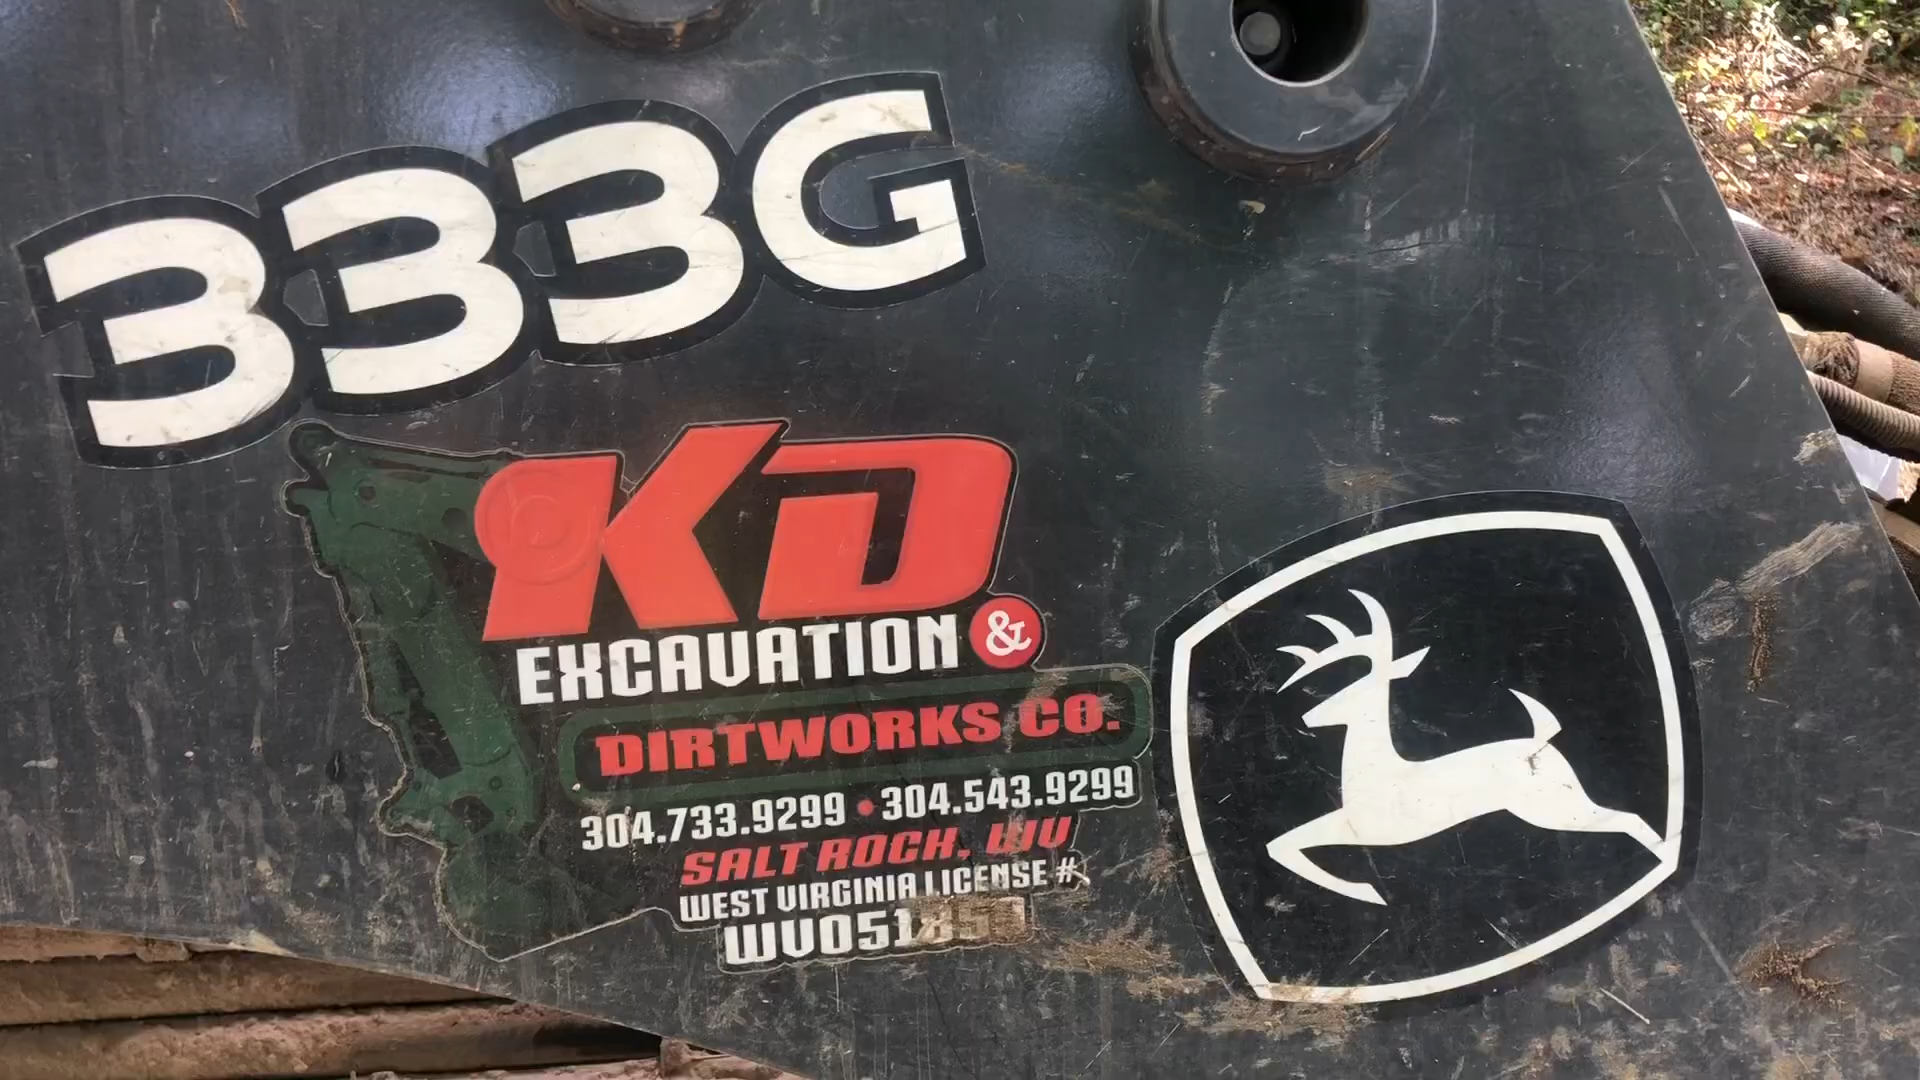 333G
KD
EXCAVATION &
DIRTWORKS CO.
304.733.9299 • 304.543.9299
SALT ROCK, WV
WEST VIRGINIA LICENSE #